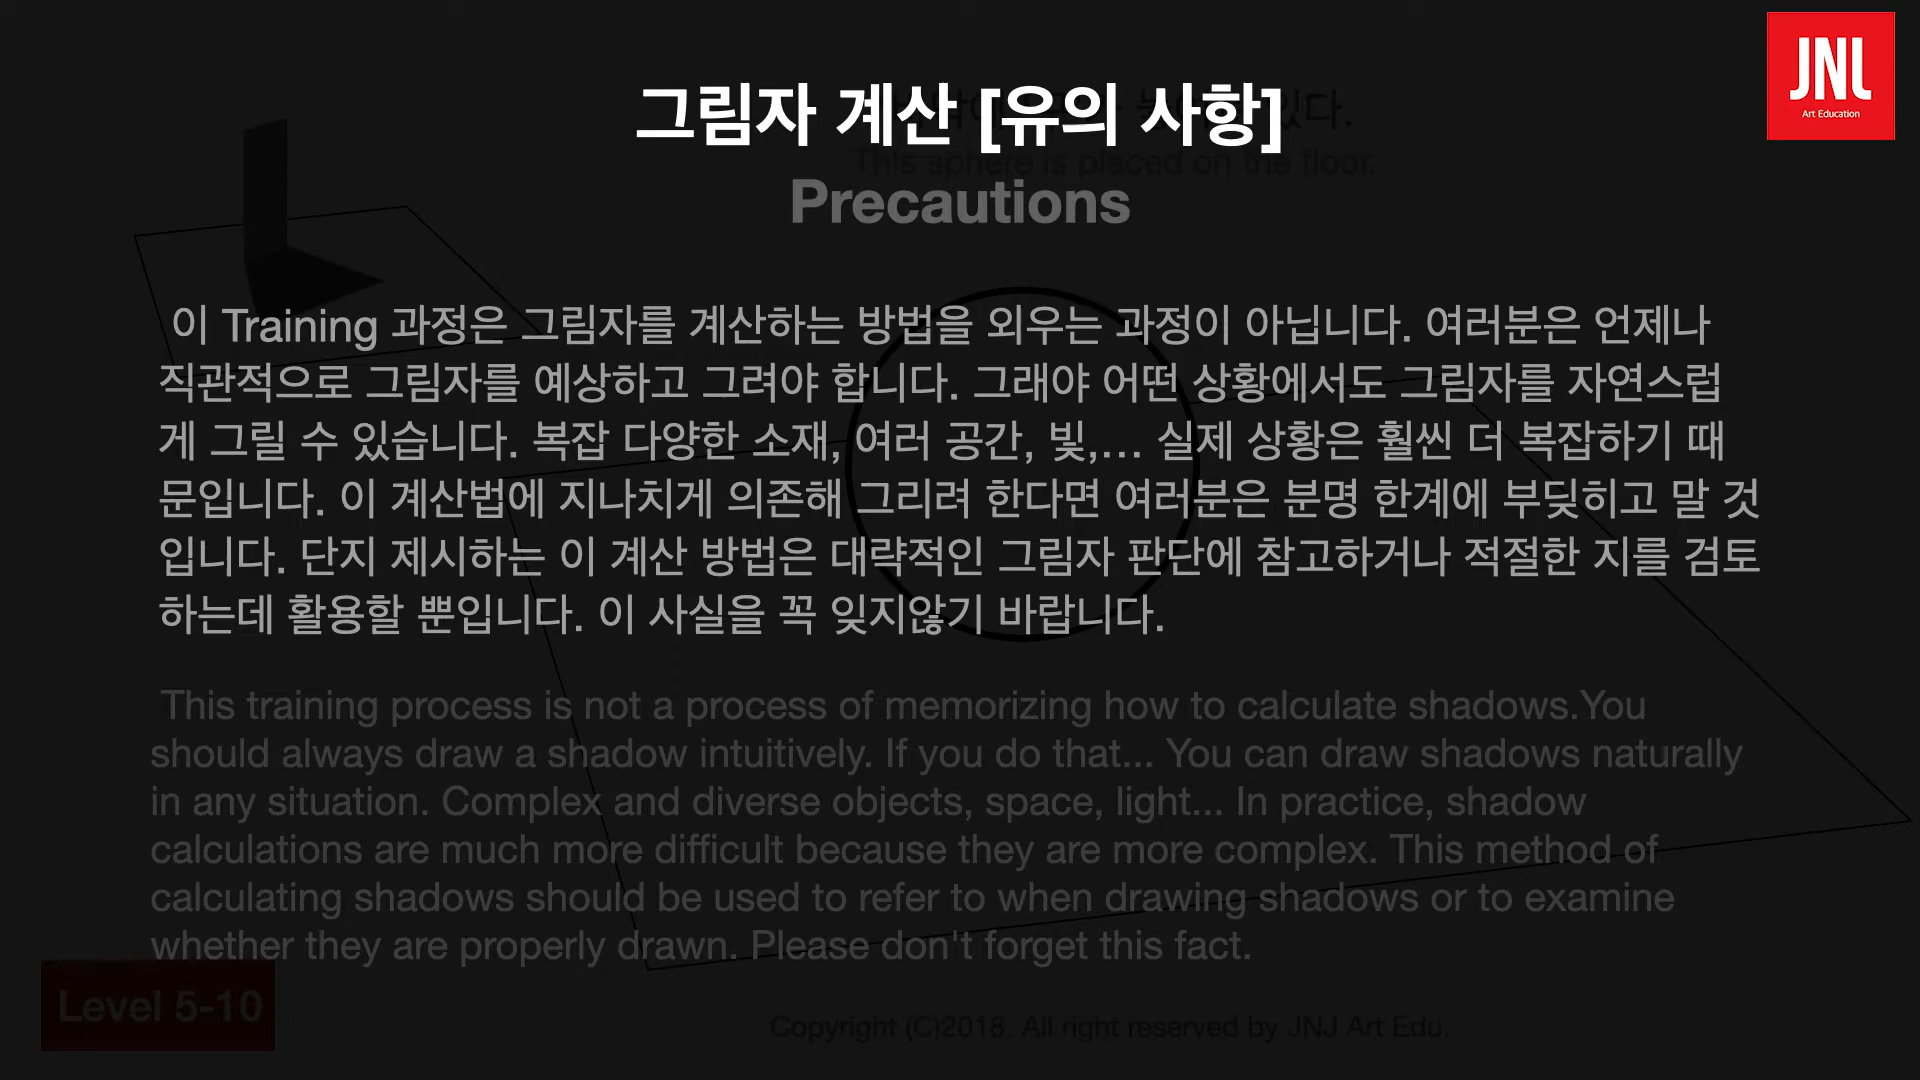 JNL
Art Education
그림자 계산 [유의 사항]
있다.
This sphere is placed on the floor.
Precautions
이 Training 과정은 그림자를 계산하는 방법을 외우는 과정이 아닙니다. 여러분은 언제나
직관적으로 그림자를 예상하고 그려야 합니다. 그래야 어떤 상황에서도 그림자를 자연스럽
게 그릴 수 있습니다. 복잡 다양한 소재, 여러 공간, 빛,... 실제 상황은 훨씬 더 복잡하기 때
문입니다. 이 계산법에 지나치게 의존해 그리려 한다면 여러분은 분명 한계에 부딪히고 말 것
입니다. 단지 제시하는 이 계산 방법은 대략적인 그림자 판단에 참고하거나 적절한 지를 검토
하는데 활용할 뿐입니다. 이 사실을 꼭 잊지않기 바랍니다.
This training process is not a process of memorizing how to calculate shadows.You
should always draw a shadow intuitively. If you do that... You can draw shadows naturally
in any situation. Complex and diverse objects, space, light... In practice, shadow
calculations are much more difficult because they are more complex. This method of
calculating shadows should be used to refer to when drawing shadows or to examine
whether they are properly drawn. Please don't forget this fact.
Level 5-10
Copyright (C)2018. All right reserved by JNJ Art Edu.